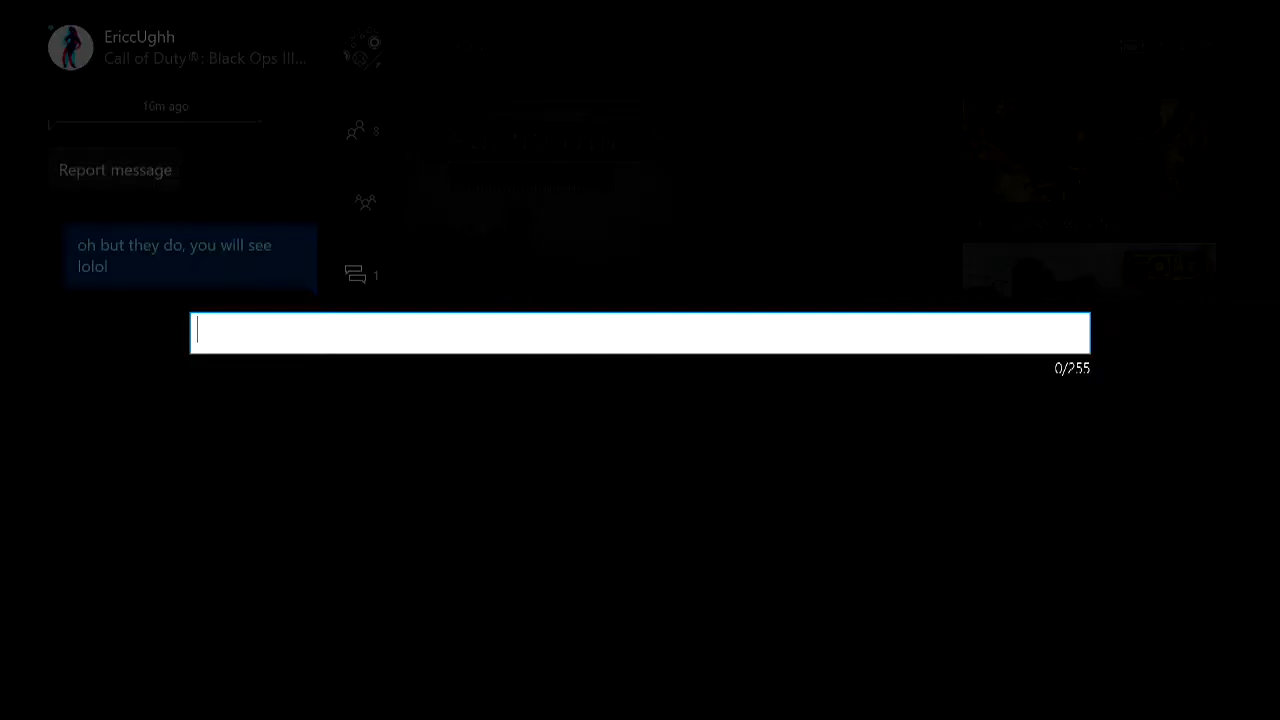 EriccUghh
Call of Duty®: Black Ops III...
16m ago
8
Report message
oh but they do, you will see
lolol
1
0/255